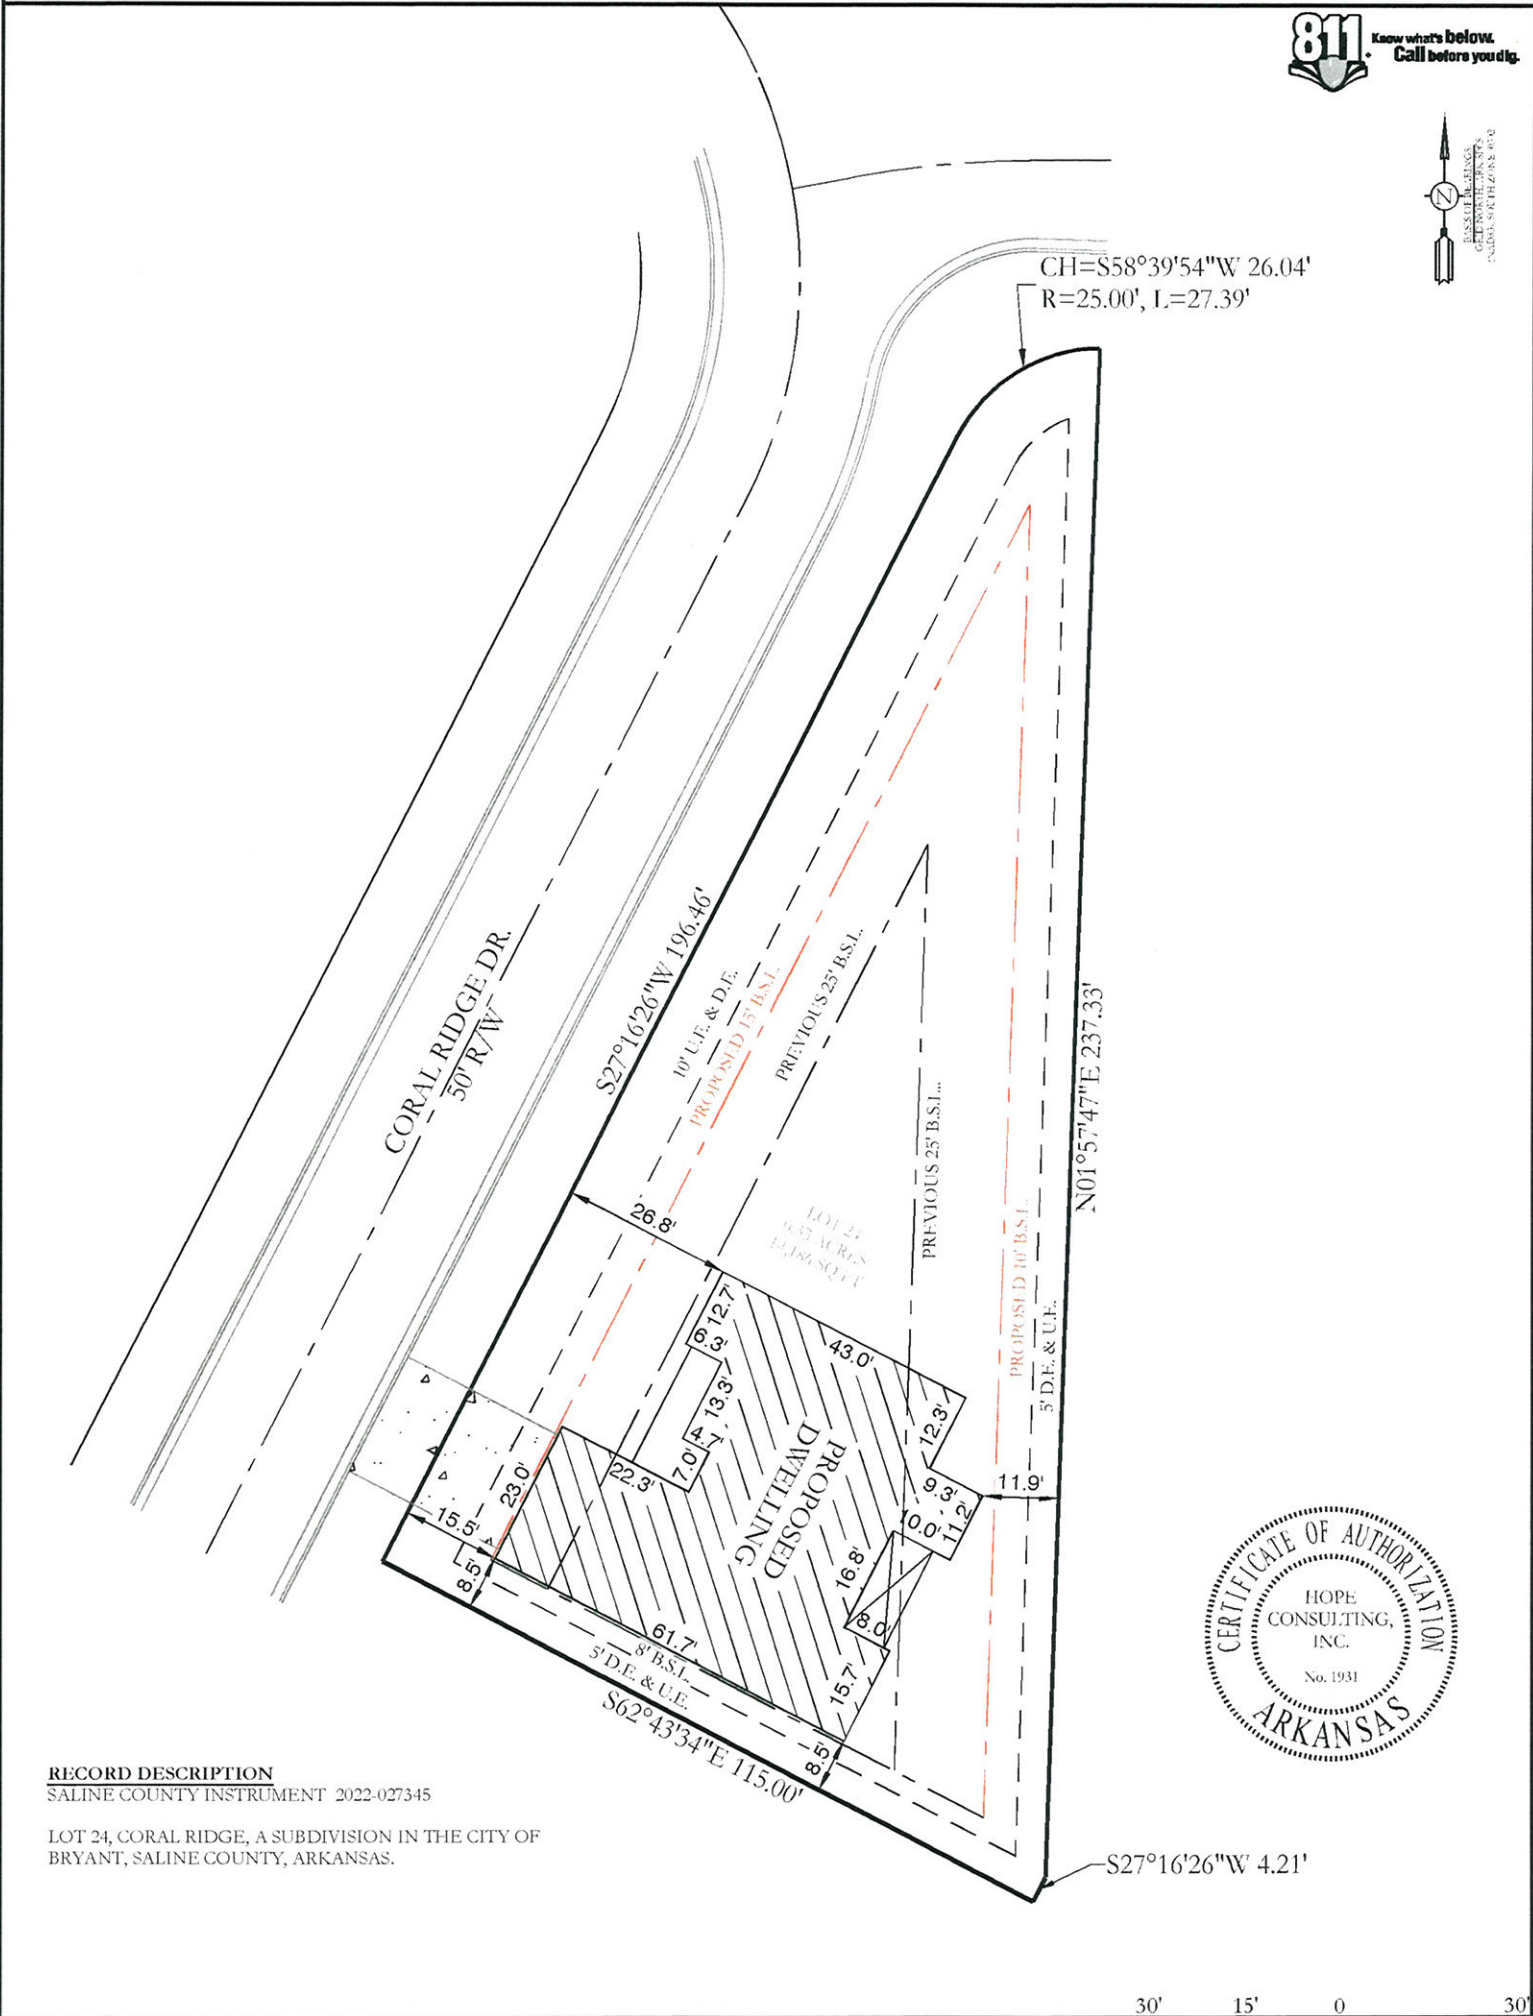 811
Know what's below.
Call before you dig.
CH=S58°39'54"W 26.04'
R=25.00', L=27.39'
N
CORAL RIDGE DR.
50' R/W
S27°16'26"W 196.46'
10' U.E. & D.E.
PROPOSED 15' B.S.L.
PREVIOUS 25' B.S.L.
PREVIOUS 25' B.S.L.
PROPOSED 10' B.S.L.
5' D.E. & U.E.
N01°57'47"E 237.33'
LOT 24
26.8'
12.7'
6.3'
43.0'
13.3'
4.7'
7.0'
22.3'
23.0'
15.5'
8.5'
12.3'
9.3'
11.9'
10.0'
11.2'
16.8'
8.0'
PROPOSED
DWELLING
61.7'
8' B.S.L.
5' D.E. & U.E.
15.7'
8.5'
S62°43'34"E 115.00'
S27°16'26"W 4.21'
CERTIFICATE OF AUTHORIZATION
HOPE
CONSULTING,
INC.
No. 1931
ARKANSAS
RECORD DESCRIPTION
SALINE COUNTY INSTRUMENT 2022-027345
LOT 24, CORAL RIDGE, A SUBDIVISION IN THE CITY OF
BRYANT, SALINE COUNTY, ARKANSAS.
30' 15' 0 30'